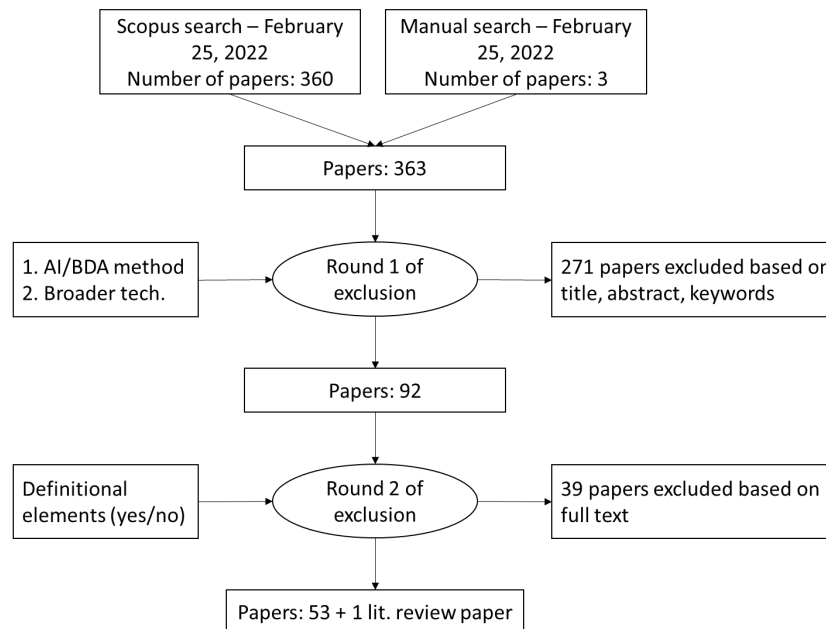 Scopus search – February
25, 2022
Number of papers: 360
Manual search – February
25, 2022
Number of papers: 3
Papers: 363
1. AI/BDA method
2. Broader tech.
Round 1 of
exclusion
271 papers excluded based on
title, abstract, keywords
Papers: 92
Definitional
elements (yes/no)
Round 2 of
exclusion
39 papers excluded based on
full text
Papers: 53 + 1 lit. review paper